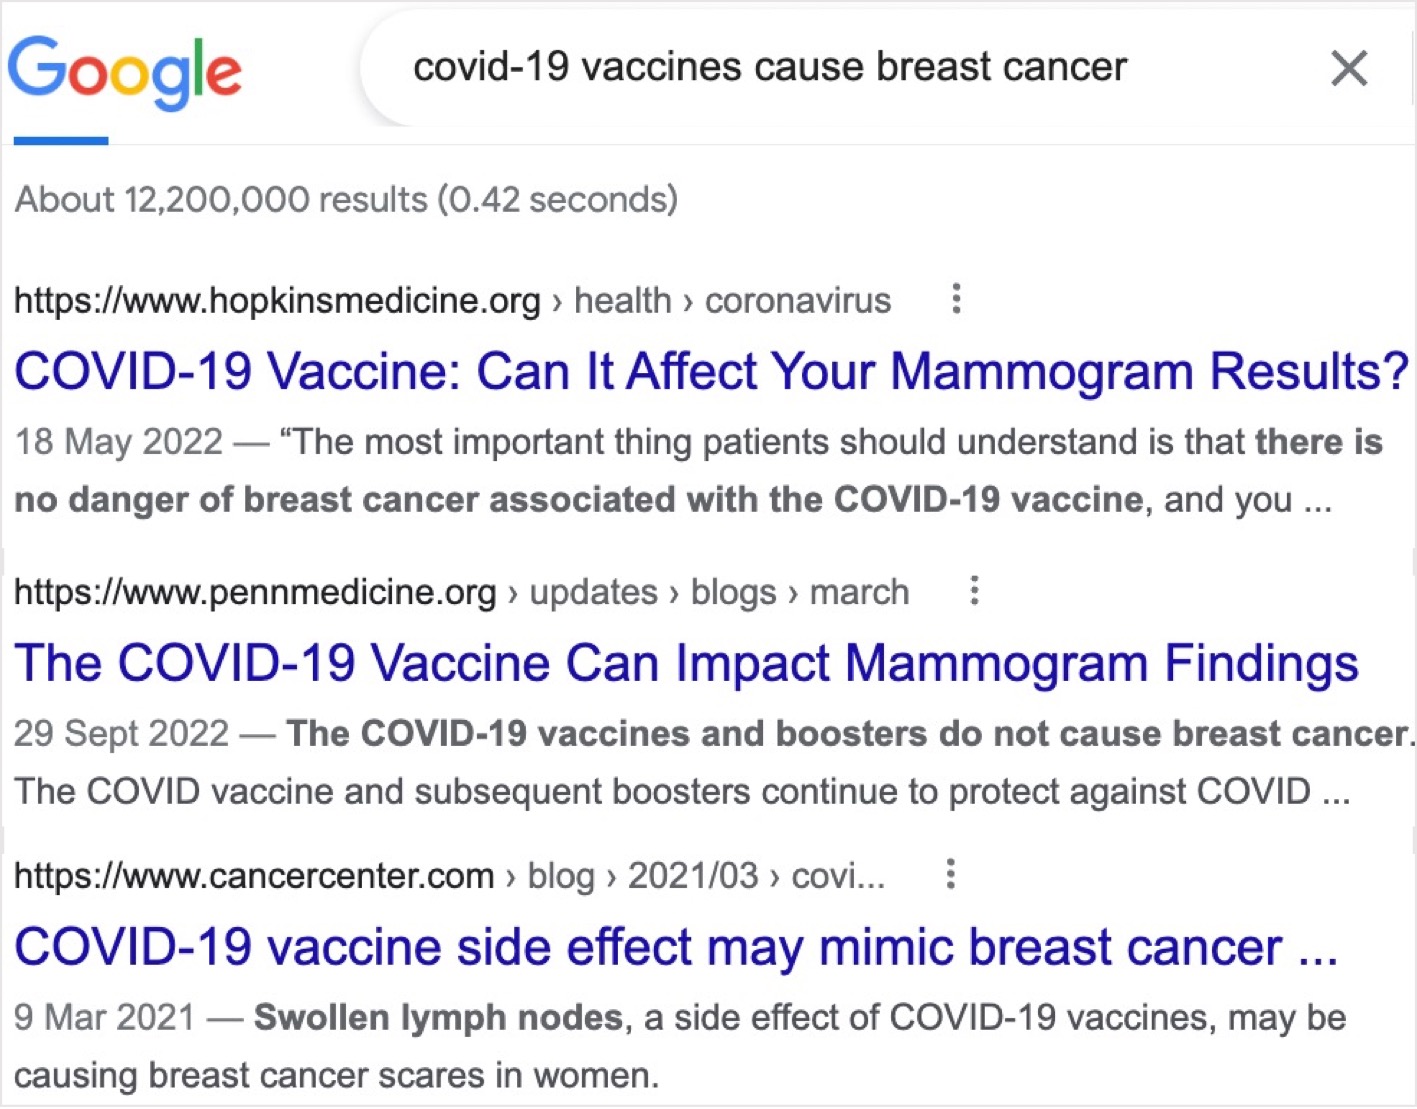 Google
covid-19 vaccines cause breast cancer
About 12,200,000 results (0.42 seconds)
https://www.hopkinsmedicine.org › health › coronavirus
COVID-19 Vaccine: Can It Affect Your Mammogram Results?
18 May 2022 — “The most important thing patients should understand is that there is
no danger of breast cancer associated with the COVID-19 vaccine, and you ...
https://www.pennmedicine.org › updates › blogs › march
The COVID-19 Vaccine Can Impact Mammogram Findings
29 Sept 2022 — The COVID-19 vaccines and boosters do not cause breast cancer.
The COVID vaccine and subsequent boosters continue to protect against COVID ...
https://www.cancercenter.com › blog › 2021/03 › covi...
COVID-19 vaccine side effect may mimic breast cancer ...
9 Mar 2021 — Swollen lymph nodes, a side effect of COVID-19 vaccines, may be
causing breast cancer scares in women.